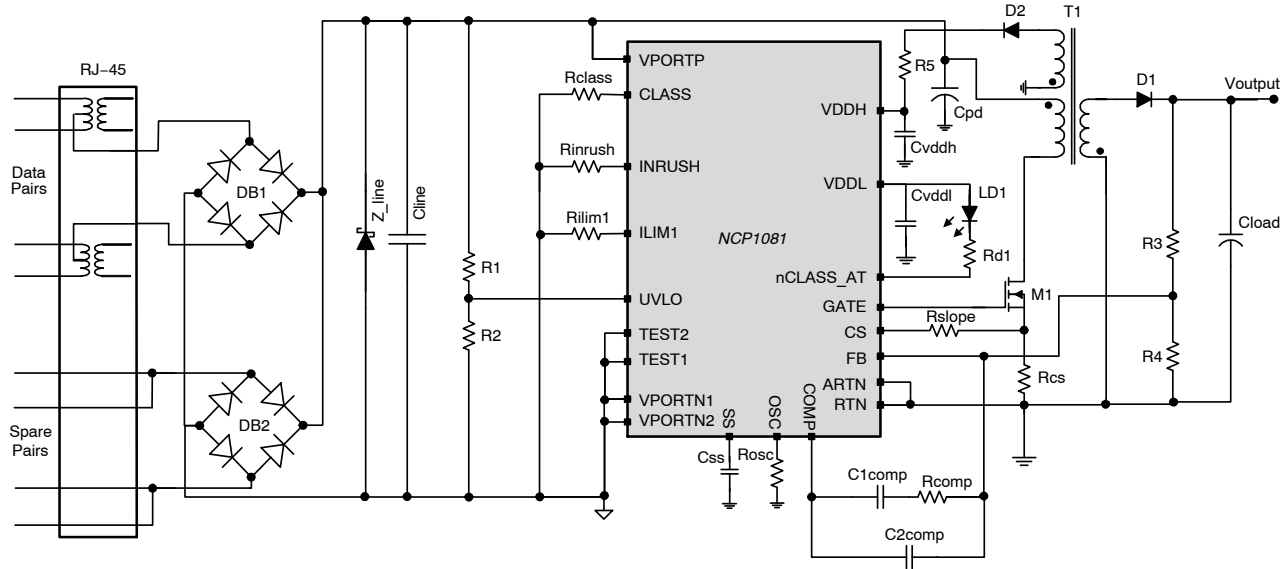 D2
T1
RJ-45
VPORTP
R5
Rclass
CLASS
D1
Voutput
VDDH
Cpd
Cvddh
Data
Pairs
Rinrush
INRUSH
DB1
VDDL
Z_line
Cline
Cvddl
LD1
Rilim1
ILIM1
NCP1081
Cload
R3
R1
Rd1
nCLASS_AT
UVLO
GATE
M1
R2
TEST2
Rslope
CS
TEST1
FB
R4
Rcs
ARTN
VPORTN1
RTN
VPORTN2
SS
OSC
COMP
DB2
Spare
Pairs
Css
Rosc
C1comp
Rcomp
C2comp